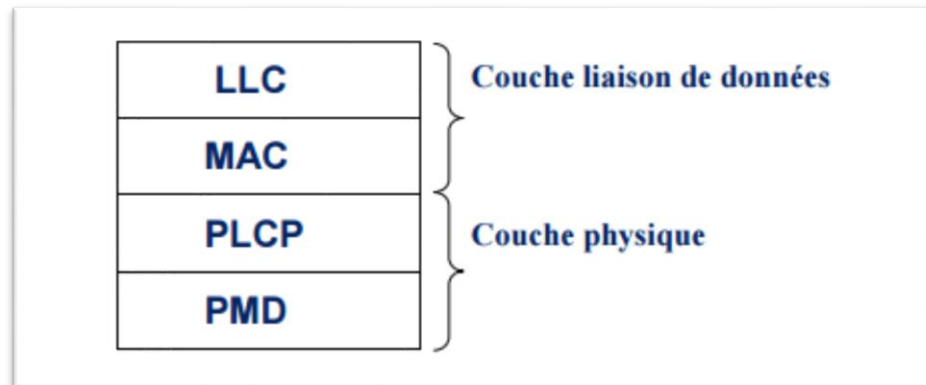 LLC
Couche liaison de données
MAC
PLCP
Couche physique
PMD